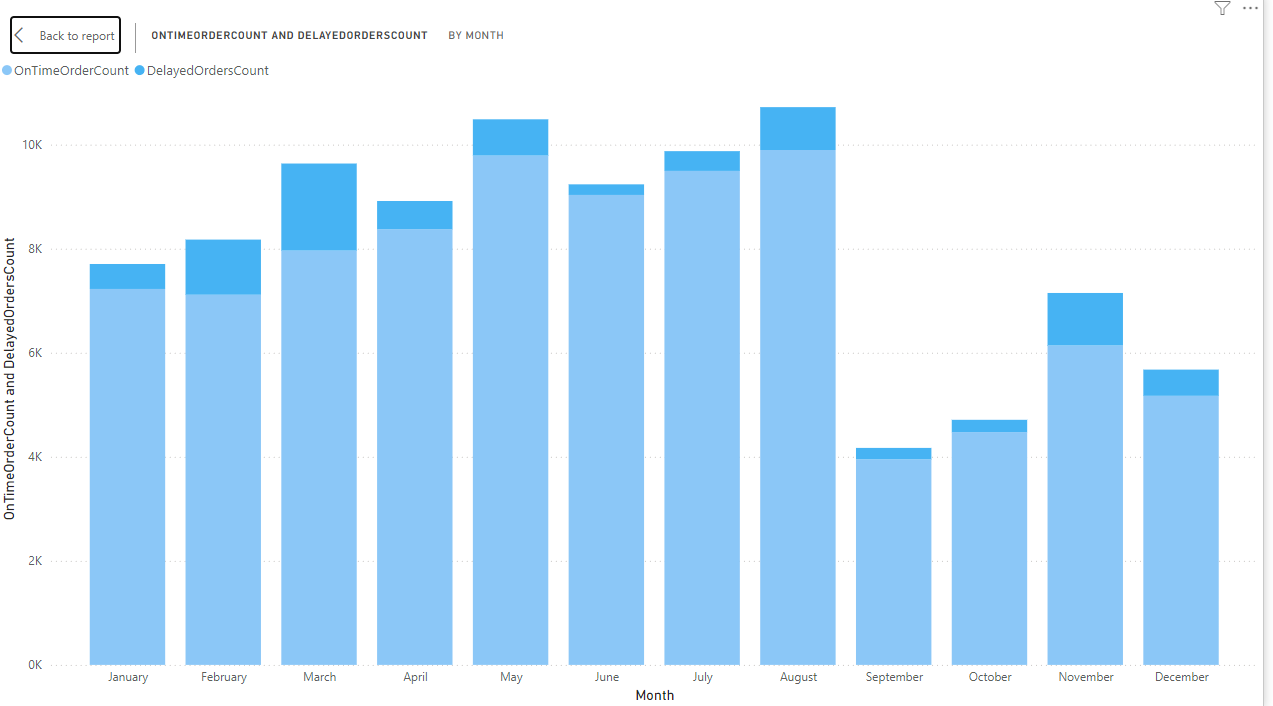 Back to report
ONTIMEORDERCOUNT AND DELAYEDORDERSCOUNT BY MONTH
OnTimeOrderCount DelayedOrdersCount
OnTimeOrderCount and DelayedOrdersCount
10K
8K
6K
4K
2K
0K
January February March April May June July August September October November December
Month